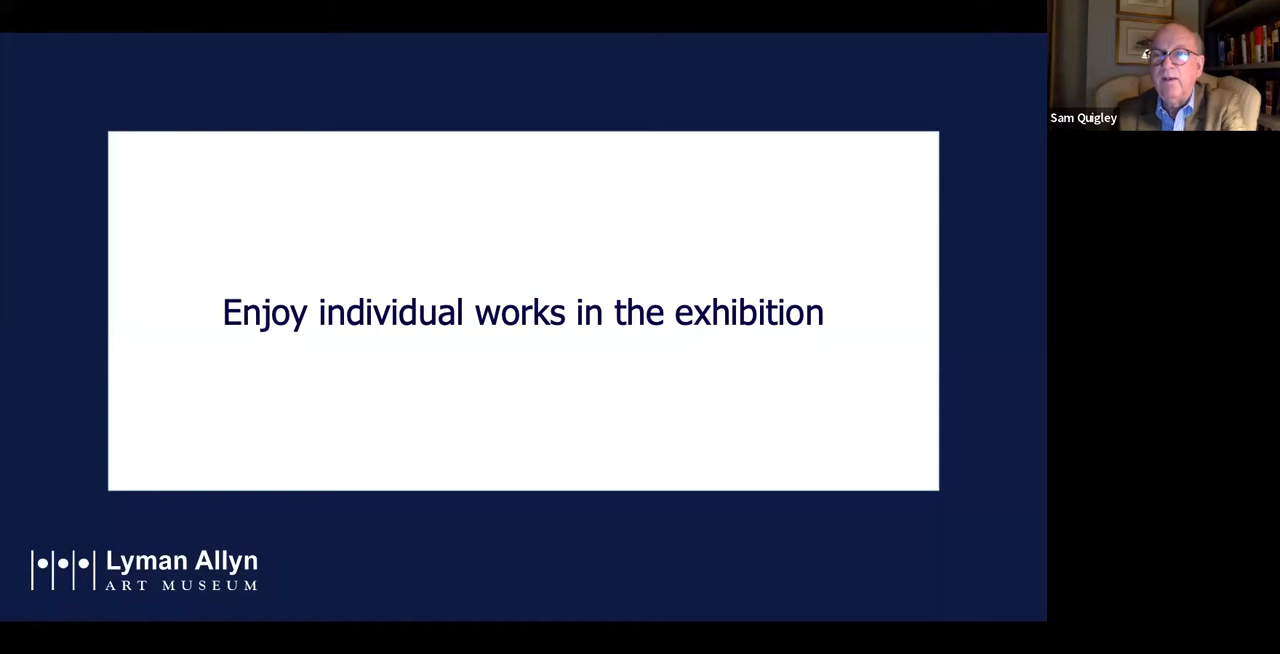 Sam Quigley
Enjoy individual works in the exhibition
Lyman Allyn
ART MUSEUM